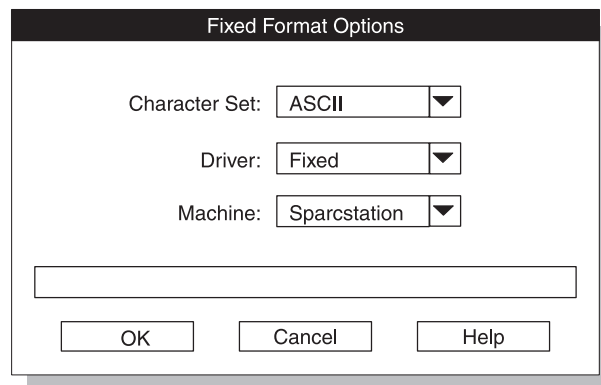 Fixed Format Options
Character Set: ASCII
Driver: Fixed
Machine: Sparcstation
OK Cancel Help